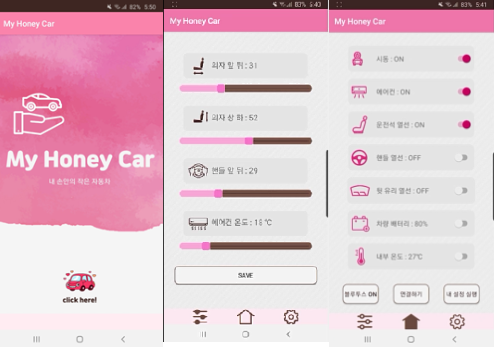 82% 5:50
My Honey Car
My Honey Car
내 손안의 작은 자동차
click here!
83% 5:40
My Honey Car
의자 앞 뒤 : 31
의자 상 하 : 52
핸들 앞 뒤 : 29
에어컨 온도 : 18 ℃
SAVE
83% 5:41
My Honey Car
시동 : ON
에어컨 : ON
운전석 열선 : ON
핸들 열선 : OFF
뒷 유리 열선 : OFF
차량 배터리 : 80%
내부 온도 : 27℃
블루투스 ON
연결하기
내 설정 실행